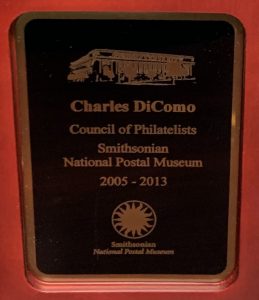 Charles DiComo
Council of Philatelists
Smithsonian
National Postal Museum
2005 - 2013
Smithsonian
National Postal Museum